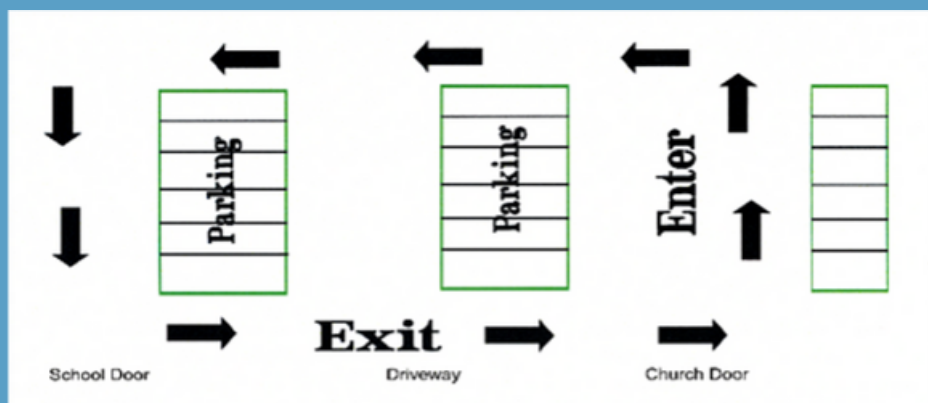 Parking
Parking
Enter
Exit
School Door
Driveway
Church Door